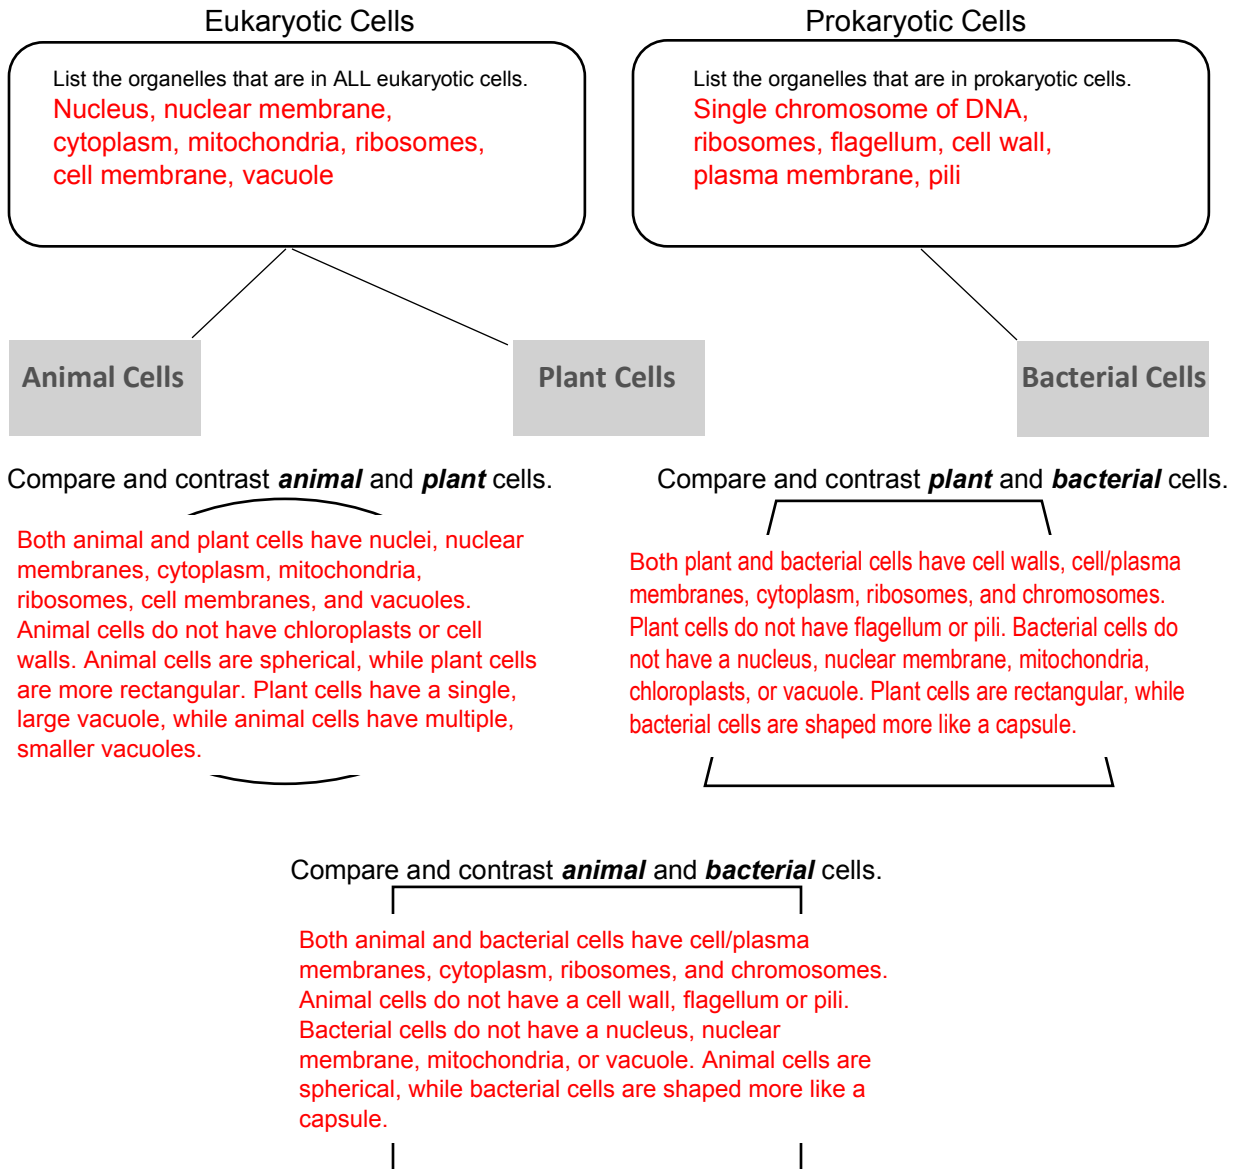 Eukaryotic Cells
List the organelles that are in ALL eukaryotic cells.
Nucleus, nuclear membrane,
cytoplasm, mitochondria, ribosomes,
cell membrane, vacuole
Prokaryotic Cells
List the organelles that are in prokaryotic cells.
Single chromosome of DNA,
ribosomes, flagellum, cell wall,
plasma membrane, pili
Animal Cells
Plant Cells
Bacterial Cells
Compare and contrast animal and plant cells.
Both animal and plant cells have nuclei, nuclear
membranes, cytoplasm, mitochondria,
ribosomes, cell membranes, and vacuoles.
Animal cells do not have chloroplasts or cell
walls. Animal cells are spherical, while plant cells
are more rectangular. Plant cells have a single,
large vacuole, while animal cells have multiple,
smaller vacuoles.
Compare and contrast plant and bacterial cells.
Both plant and bacterial cells have cell walls, cell/plasma
membranes, cytoplasm, ribosomes, and chromosomes.
Plant cells do not have flagellum or pili. Bacterial cells do
not have a nucleus, nuclear membrane, mitochondria,
chloroplasts, or vacuole. Plant cells are rectangular, while
bacterial cells are shaped more like a capsule.
Compare and contrast animal and bacterial cells.
Both animal and bacterial cells have cell/plasma
membranes, cytoplasm, ribosomes, and chromosomes.
Animal cells do not have a cell wall, flagellum or pili.
Bacterial cells do not have a nucleus, nuclear
membrane, mitochondria, or vacuole. Animal cells are
spherical, while bacterial cells are shaped more like a
capsule.